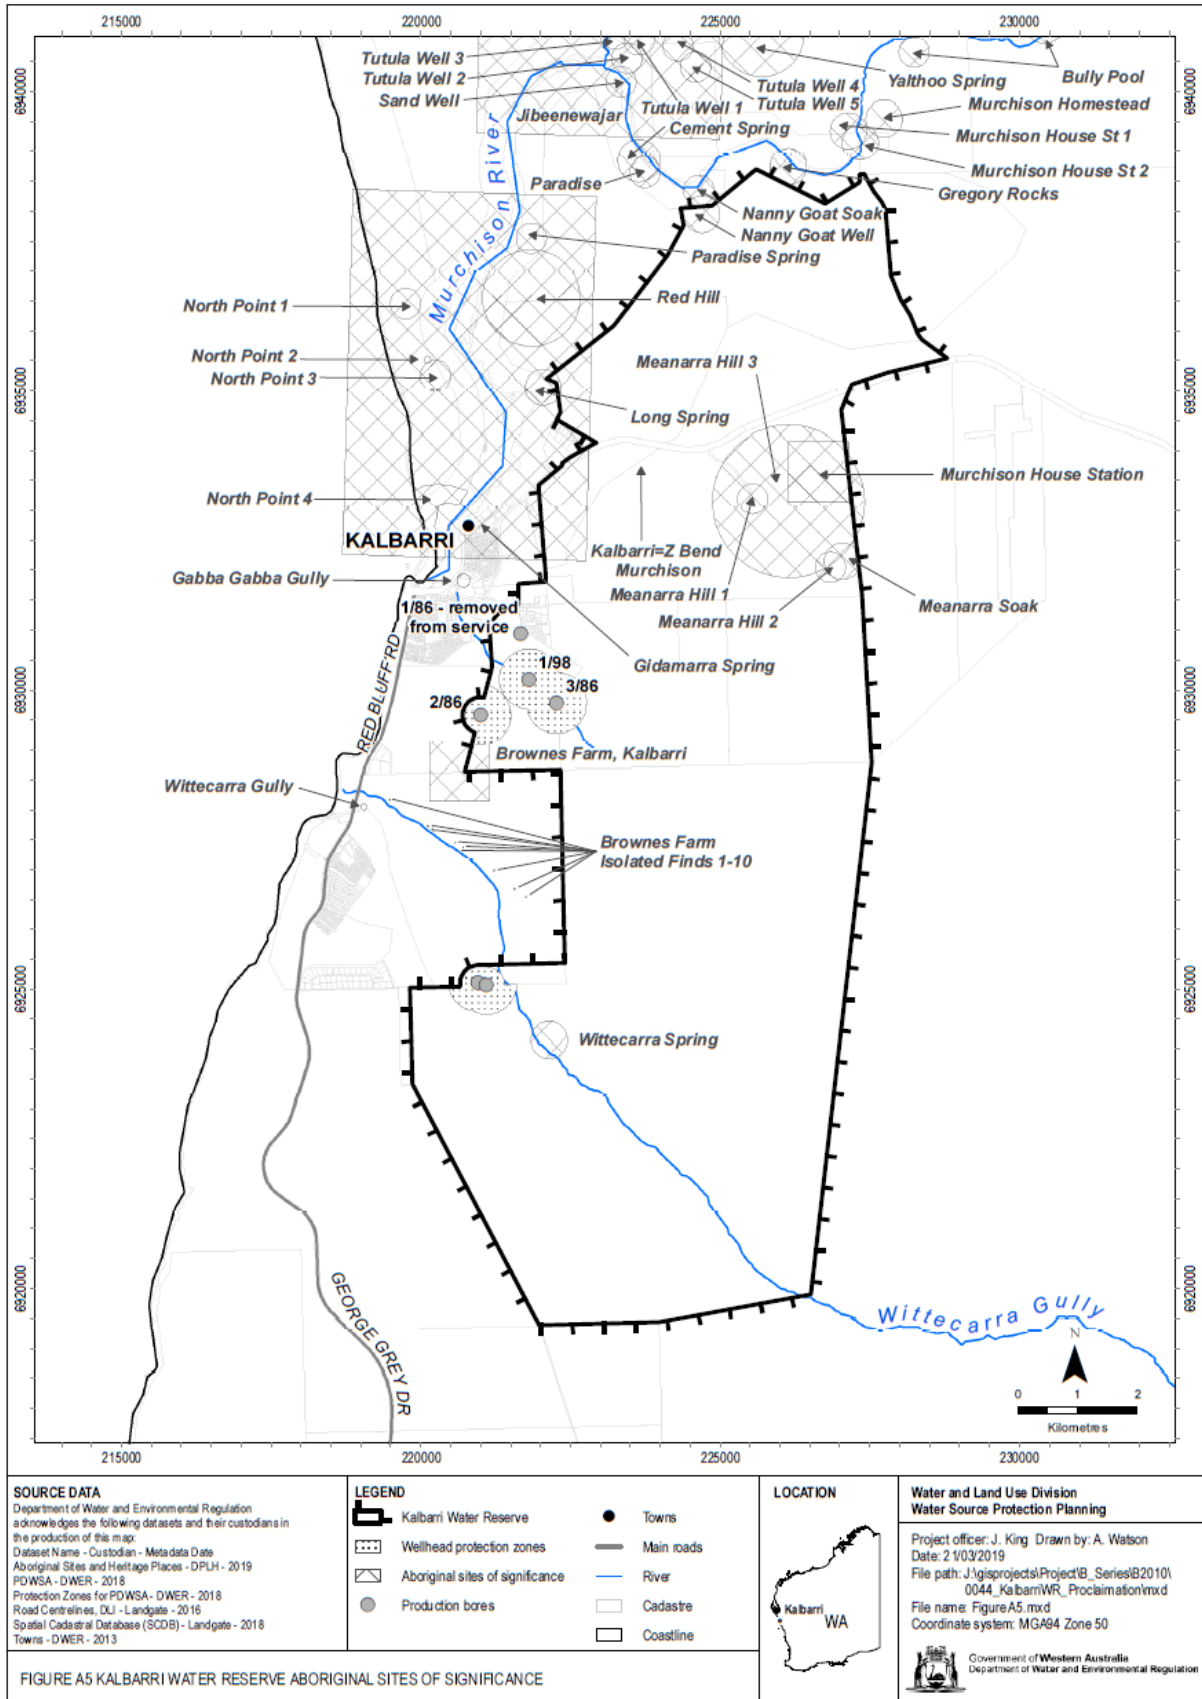 215000
220000
225000
230000
Tutula Well 3
Tutula Well 2
Sand Well
Jibeenewajar
Tutula Well 1
Cement Spring
Tutula Well 4
Tutula Well 5
Yalthoo Spring
Bully Pool
Murchison Homestead
Murchison House St 1
Murchison House St 2
Gregory Rocks
Paradise
Nanny Goat Soak
Nanny Goat Well
Paradise Spring
Murchison River
North Point 1
Red Hill
North Point 2
North Point 3
Meanarra Hill 3
Long Spring
North Point 4
Murchison House Station
KALBARRI
Kalbarri=Z Bend
Murchison
Meanarra Hill 1
Meanarra Hill 2
Meanarra Soak
Gabba Gabba Gully
1/86 - removed
from service
Gidamarra Spring
1/98
3/86
2/86
RED BLUFF RD
Brownes Farm, Kalbarri
Wittecarra Gully
Brownes Farm
Isolated Finds 1-10
Wittecarra Spring
GEORGE GREY DR
Wittecarra Gully
N
0 1 2
Kilometres
6940000
6935000
6930000
6925000
6920000
6940000
6935000
6930000
6925000
6920000
215000
220000
225000
230000
SOURCE DATA
Department of Water and Environmental Regulation
acknowledges the following datasets and their custodians in
the production of this map:
Dataset Name - Custodian - Metadata Date
Aboriginal Sites and Heritage Places - DPLH - 2019
PDWSA - DWER - 2018
Protection Zones for PDWSA - DWER - 2018
Road Centrelines, DLI - Landgate - 2016
Spatial Cadastral Database (SCDB) - Landgate - 2018
Towns - DWER - 2013
LEGEND
Kalbarri Water Reserve
Wellhead protection zones
Aboriginal sites of significance
Production bores
Towns
Main roads
River
Cadastre
Coastline
LOCATION
Kalbarri
WA
Water and Land Use Division
Water Source Protection Planning
Project officer: J. King Drawn by: A. Watson
Date: 21/03/2019
File path: J:\gisprojects\Project\B_Series\B2010\
0044_KalbarriWR_Proclaimation\mxd
File name: FigureA5.mxd
Coordinate system: MGA94 Zone 50
Government of Western Australia
Department of Water and Environmental Regulation
FIGURE A5 KALBARRI WATER RESERVE ABORIGINAL SITES OF SIGNIFICANCE